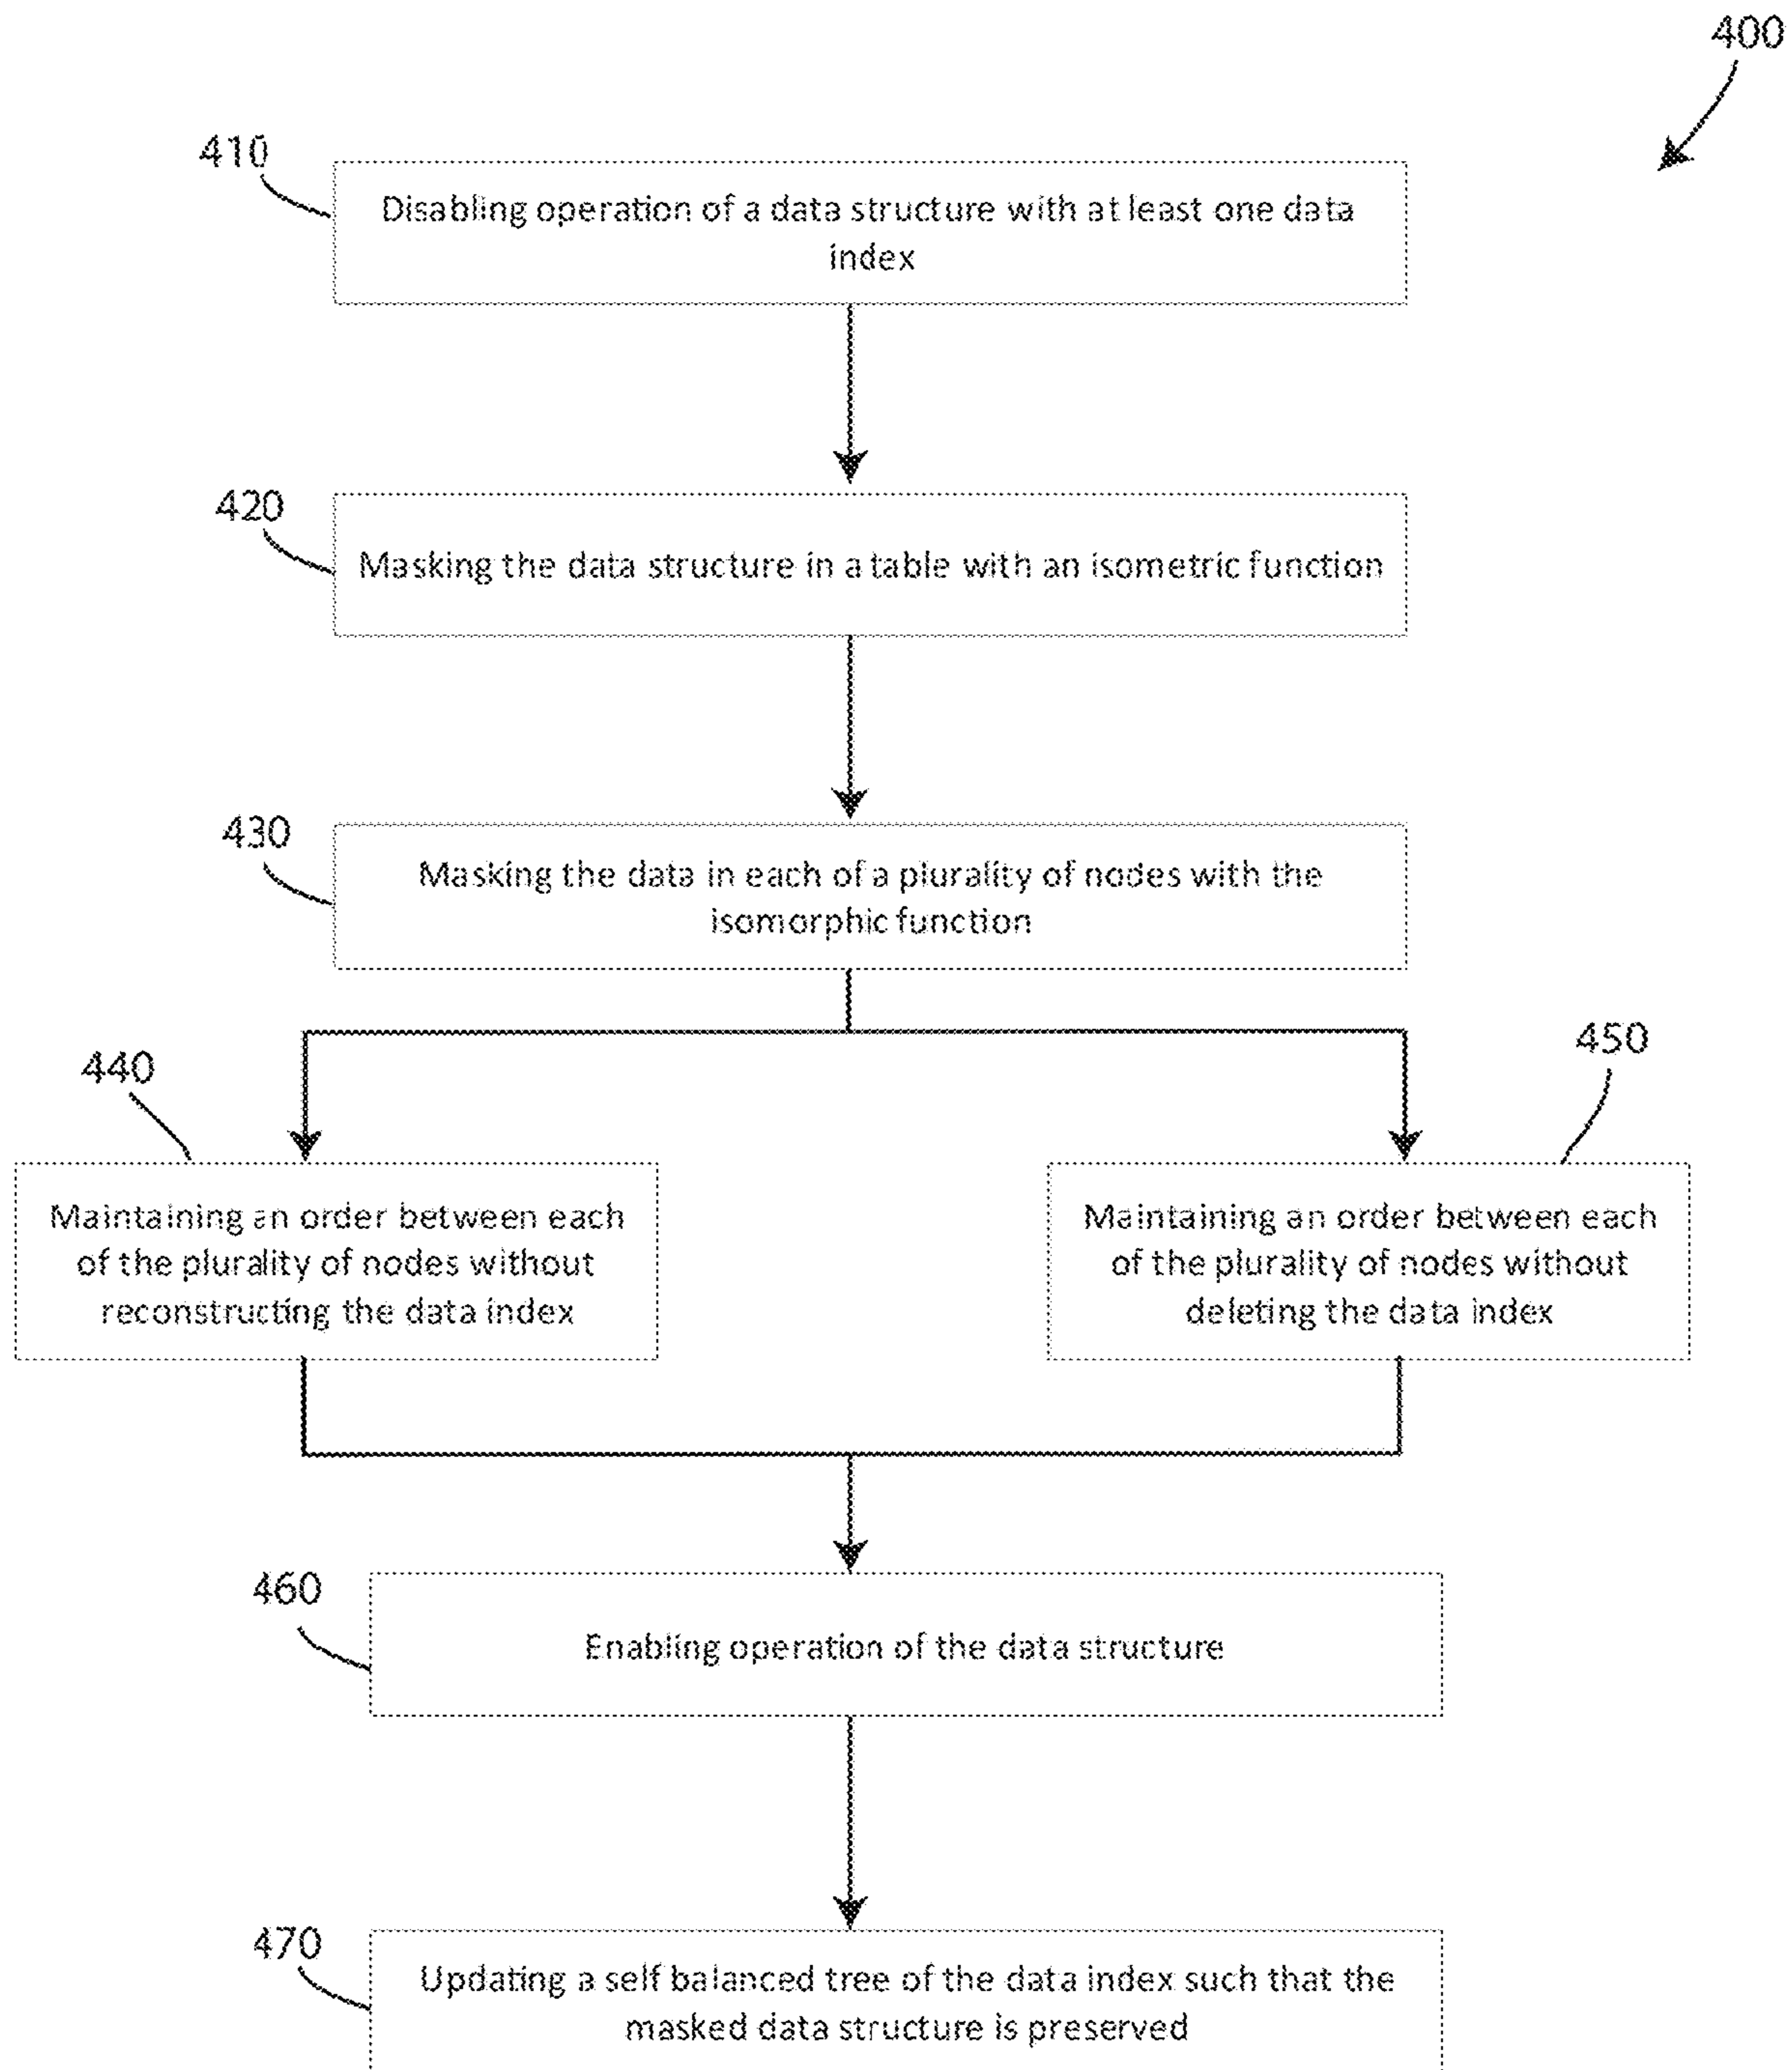 400
410
Disabling operation of a data structure with at least one data
index
420
Masking the data structure in a table with an isometric function
430
Masking the data in each of a plurality of nodes with the
isomorphic function
440
450
Maintaining an order between each
of the plurality of nodes without
reconstructing the data index
Maintaining an order between each
of the plurality of nodes without
deleting the data index
460
Enabling operation of the data structure
470
Updating a self balanced tree of the data index such that the
masked data structure is preserved